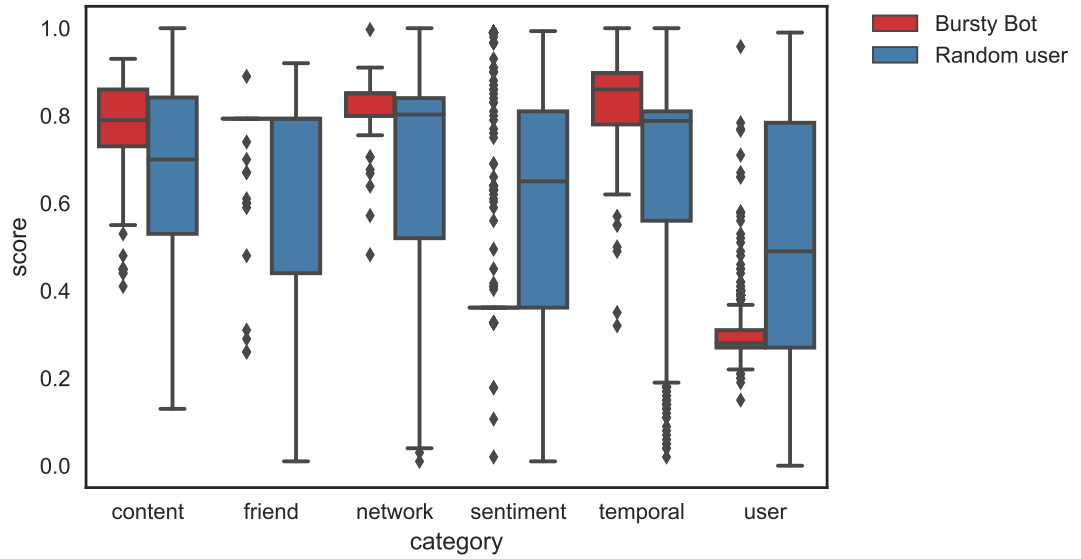 Bursty Bot
Random user
score
1.0
0.8
0.6
0.4
0.2
0.0
content friend network sentiment temporal user
category